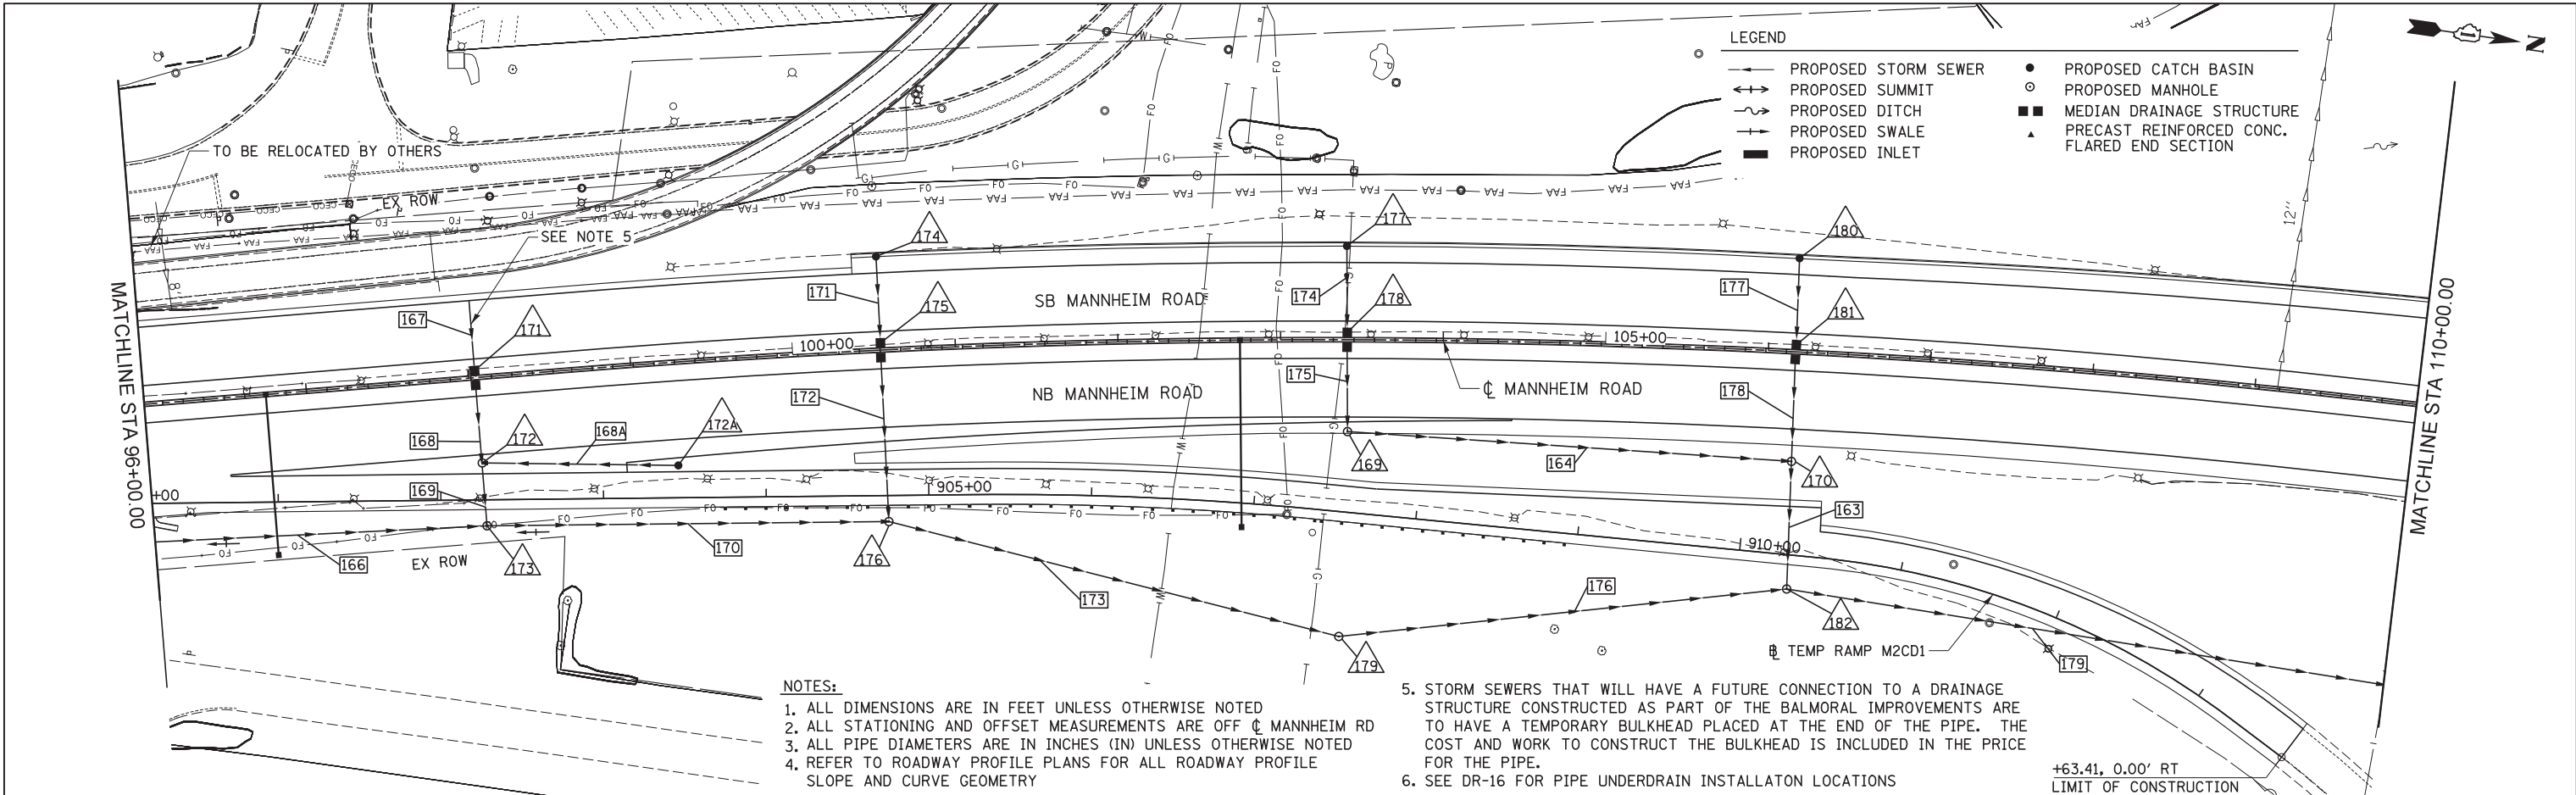 LEGEND
PROPOSED STORM SEWER
PROPOSED SUMMIT
PROPOSED DITCH
PROPOSED SWALE
PROPOSED INLET
PROPOSED CATCH BASIN
PROPOSED MANHOLE
MEDIAN DRAINAGE STRUCTURE
PRECAST REINFORCED CONC.
FLARED END SECTION
N
TO BE RELOCATED BY OTHERS
EX ROW
SEE NOTE 5
12"
8"
174
177
180
171
174
177
SB MANNHEIM ROAD
175
178
181
167
171
100+00
105+00
MATCHLINE STA 96+00.00
MATCHLINE STA 110+00.00
172
NB MANNHEIM ROAD
175
℄ MANNHEIM ROAD
178
168
172
168A
172A
169
164
170
169
+00
905+00
163
910+00
166
EX ROW
173
170
176
173
176
179
182
℄ TEMP RAMP M2CD1
179
NOTES:
1. ALL DIMENSIONS ARE IN FEET UNLESS OTHERWISE NOTED
2. ALL STATIONING AND OFFSET MEASUREMENTS ARE OFF ℄ MANNHEIM RD
3. ALL PIPE DIAMETERS ARE IN INCHES (IN) UNLESS OTHERWISE NOTED
4. REFER TO ROADWAY PROFILE PLANS FOR ALL ROADWAY PROFILE
SLOPE AND CURVE GEOMETRY
5. STORM SEWERS THAT WILL HAVE A FUTURE CONNECTION TO A DRAINAGE
STRUCTURE CONSTRUCTED AS PART OF THE BALMORAL IMPROVEMENTS ARE
TO HAVE A TEMPORARY BULKHEAD PLACED AT THE END OF THE PIPE. THE
COST AND WORK TO CONSTRUCT THE BULKHEAD IS INCLUDED IN THE PRICE
FOR THE PIPE.
6. SEE DR-16 FOR PIPE UNDERDRAIN INSTALLATON LOCATIONS
+63.41, 0.00' RT
LIMIT OF CONSTRUCTION